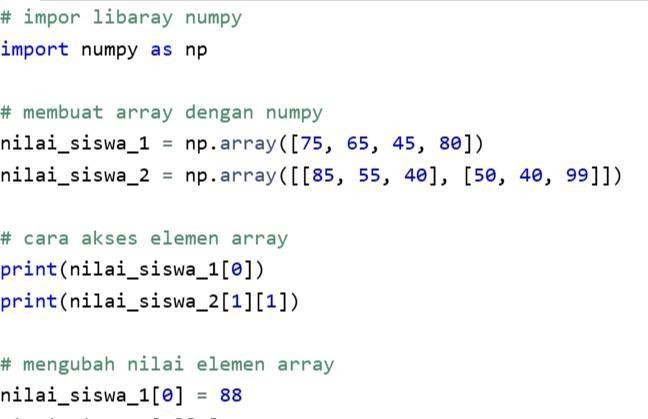 # impor libaray numpy
import numpy as np
# membuat array dengan numpy
nilai_siswa_1 = np.array([75, 65, 45, 80])
nilai_siswa_2 = np.array([[85, 55, 40], [50, 40, 99]])
# cara akses elemen array
print(nilai_siswa_1[0])
print(nilai_siswa_2[1][1])
# mengubah nilai elemen array
nilai_siswa_1[0] = 88